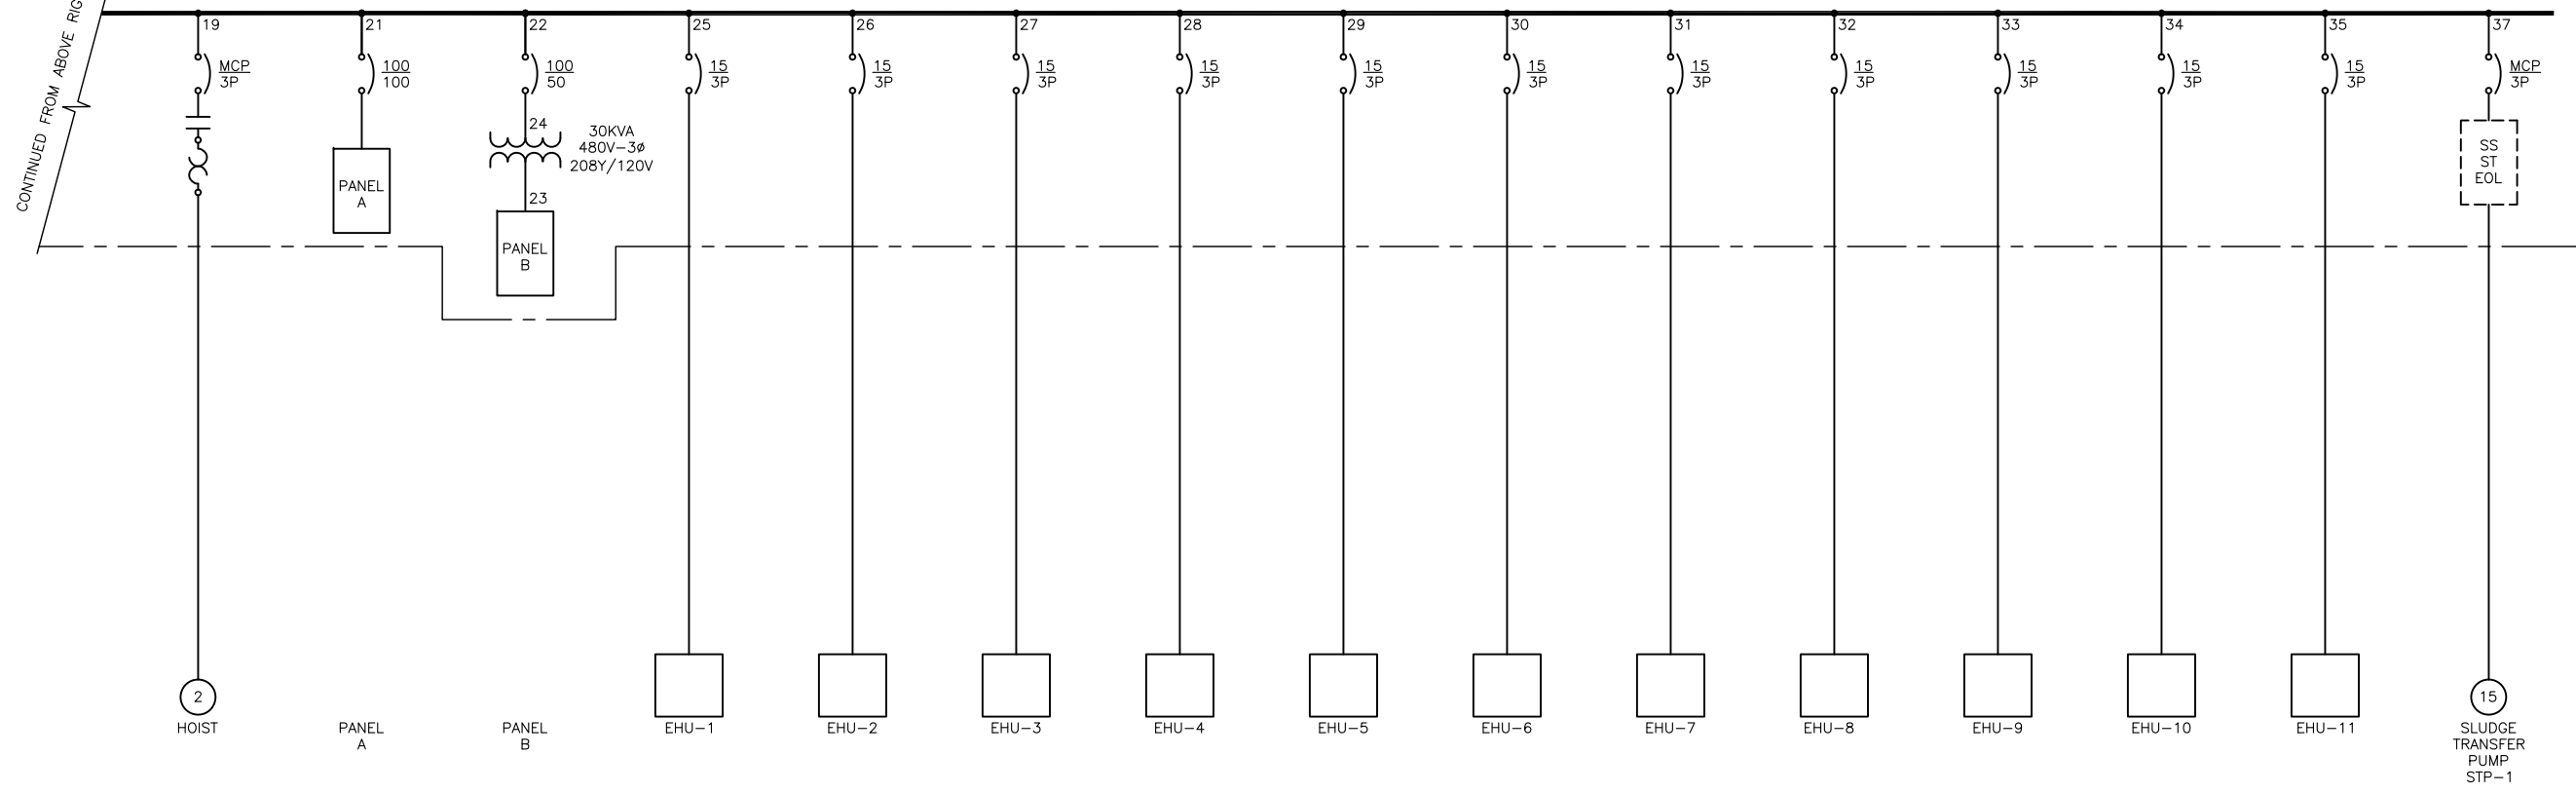 CONTINUED FROM ABOVE RIG
19
21
22
25
26
27
28
29
30
31
32
33
34
35
37
MCP
3P
100
100
100
50
15
3P
15
3P
15
3P
15
3P
15
3P
15
3P
15
3P
15
3P
15
3P
15
3P
15
3P
MCP
3P
24
30KVA
480V-3ø
208Y/120V
23
PANEL
A
PANEL
B
SS
ST
EOL
2
HOIST
PANEL
A
PANEL
B
EHU-1
EHU-2
EHU-3
EHU-4
EHU-5
EHU-6
EHU-7
EHU-8
EHU-9
EHU-10
EHU-11
15
SLUDGE
TRANSFER
PUMP
STP-1